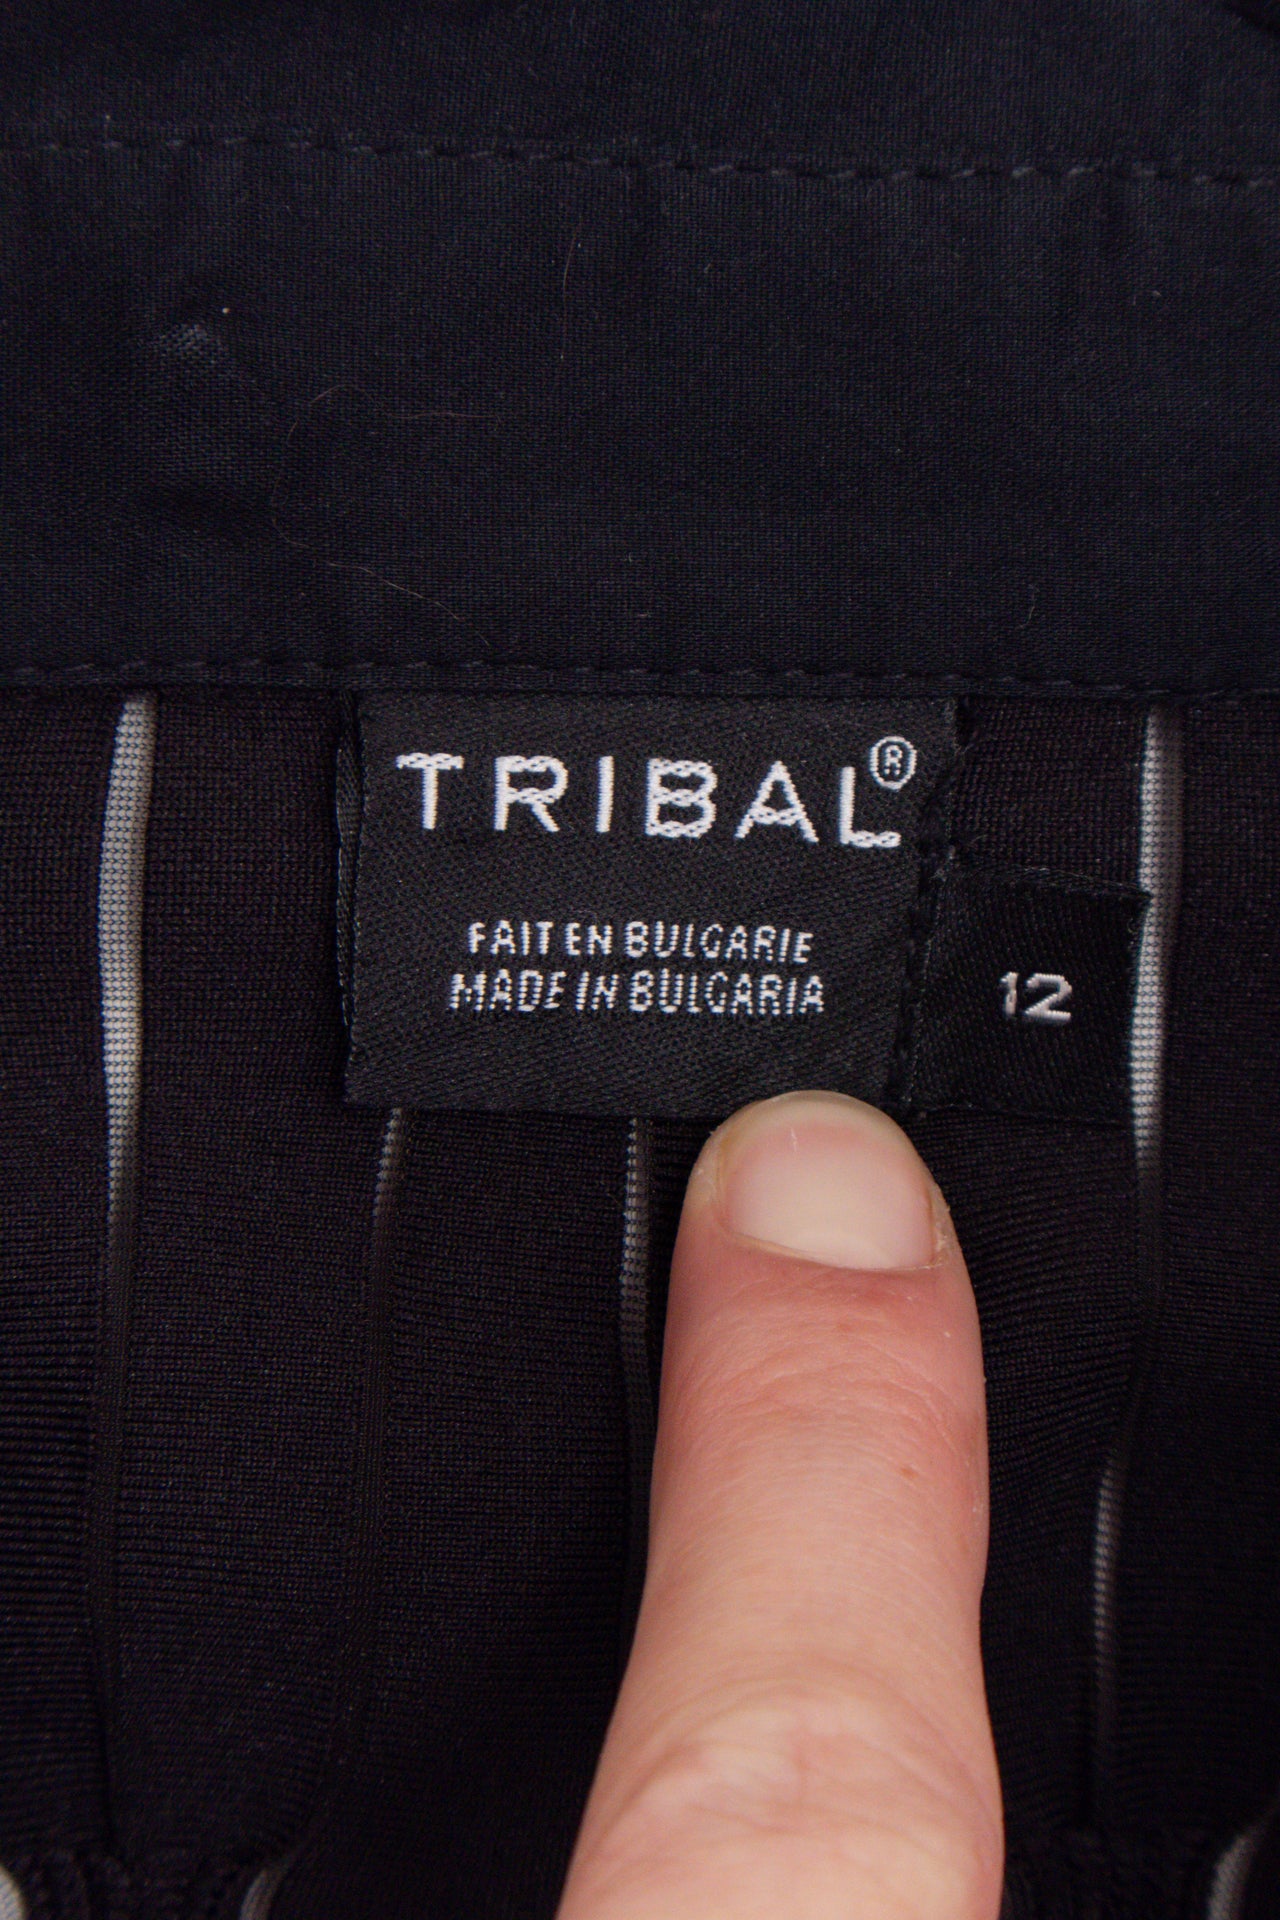 TRIBAL®
FAIT EN BULGARIE
MADE IN BULGARIA
12